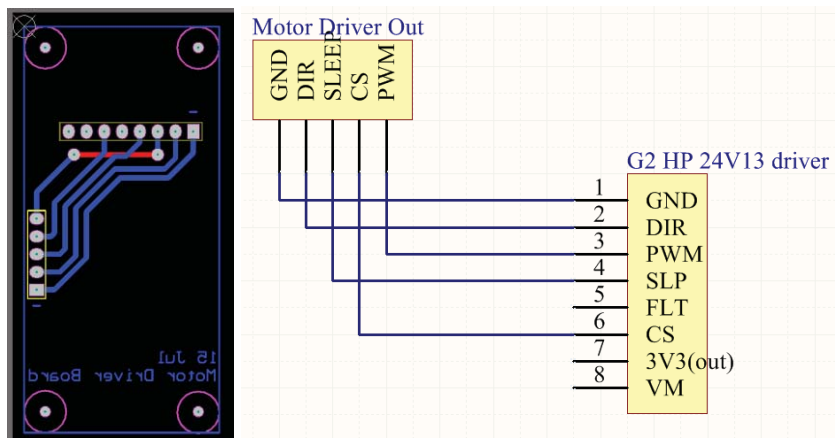 15 Jul
Motor Driver Board
Motor Driver Out
GND
DIR
SLEEP
CS
PWM
G2 HP 24V13 driver
1 GND
2 DIR
3 PWM
4 SLP
5 FLT
6 CS
7 3V3(out)
8 VM